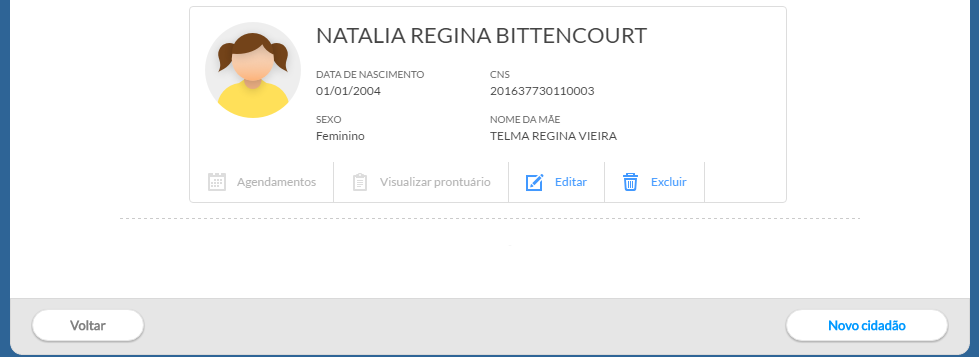 NATALIA REGINA BITTENCOURT
DATA DE NASCIMENTO CNS
01/01/2004 201637730110003
SEXO NOME DA MÃE
Feminino TELMA REGINA VIEIRA
Agendamentos Visualizar prontuário Editar Excluir
Voltar Novo cidadão